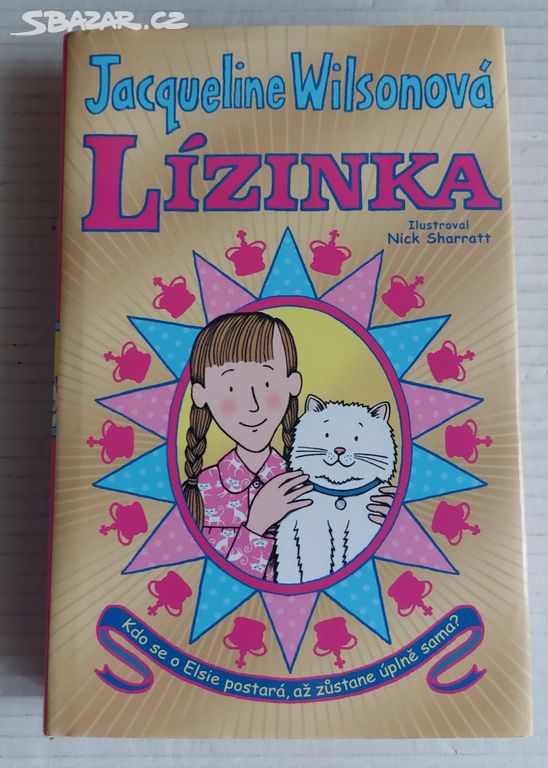 SBAZAR.CZ
Jacqueline Wilsonová
LÍZINKA
Ilustroval
Nick Sharratt
Kdo se o Elsie postará, až zůstane úplně sama?